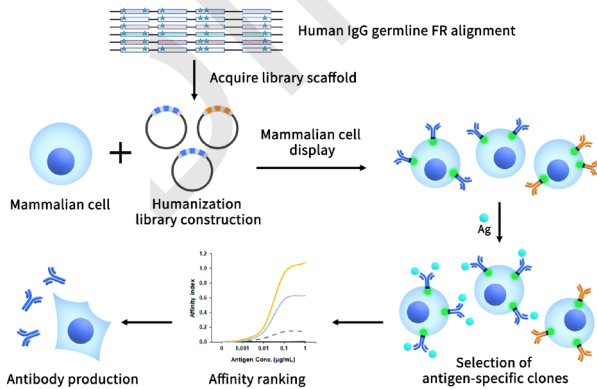 Human IgG germline FR alignment
Acquire library scaffold
Mammalian cell
display
Mammalian cell
Humanization
library construction
Ag
1,2
1,0
0,8
0,6
0,4
0,2
0,0
Affinity Index
0 0,001 0,01 0,1 1
Antigen Conc. (μg/mL)
Antibody production
Affinity ranking
Selection of
antigen-specific clones